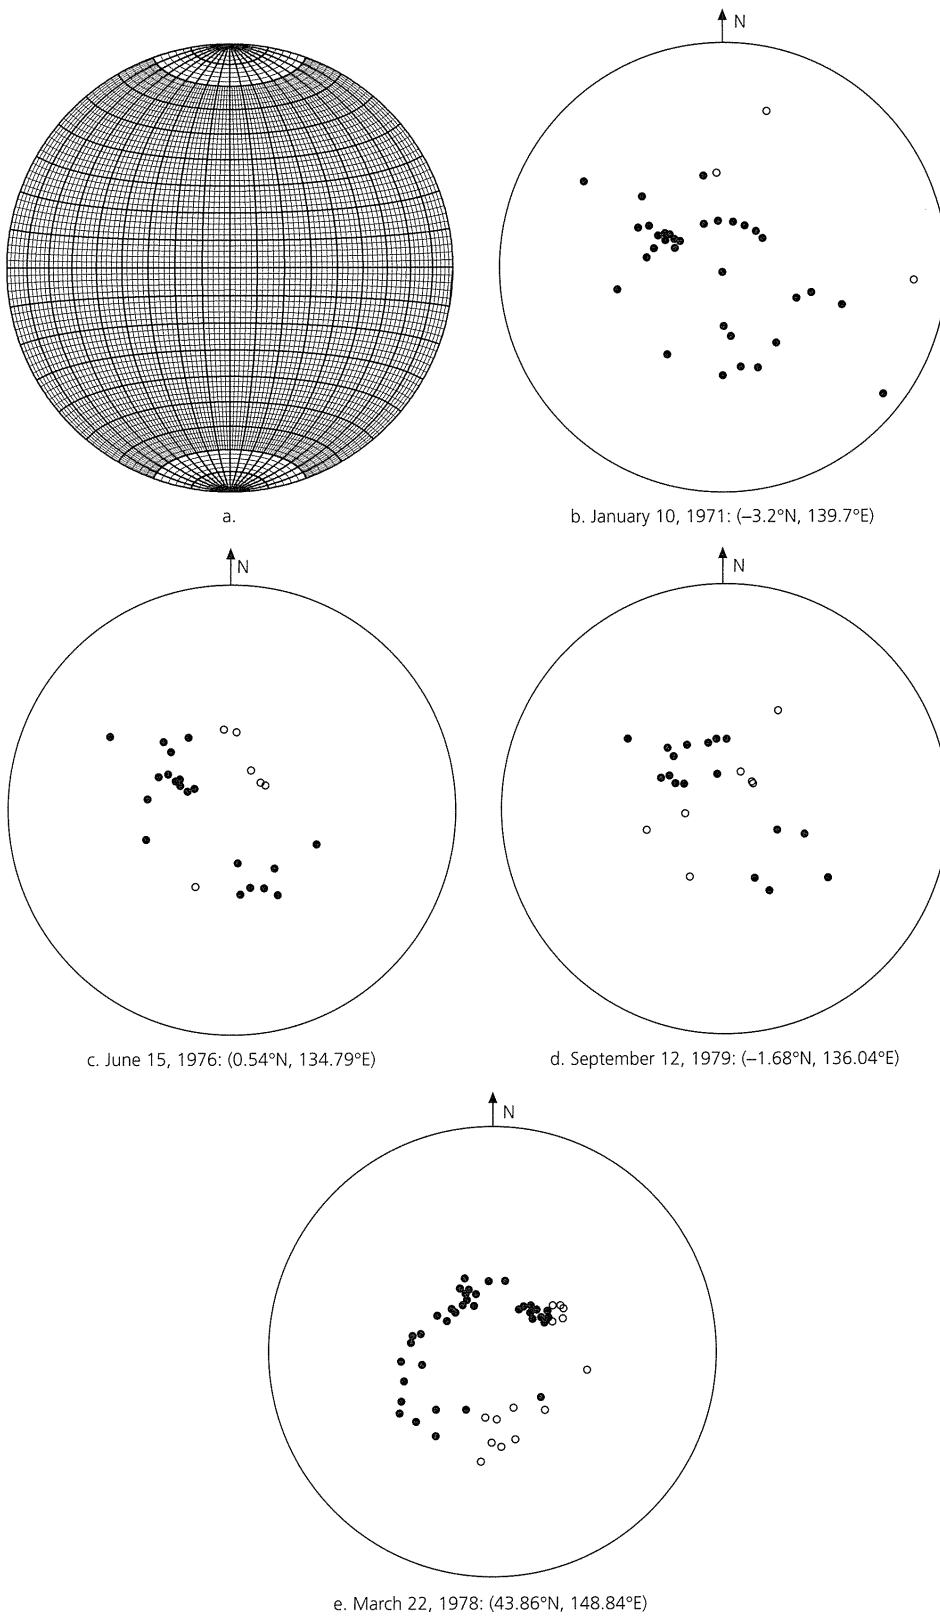 N
a.
b. January 10, 1971: (–3.2°N, 139.7°E)
N
N
c. June 15, 1976: (0.54°N, 134.79°E)
d. September 12, 1979: (–1.68°N, 136.04°E)
N
e. March 22, 1978: (43.86°N, 148.84°E)